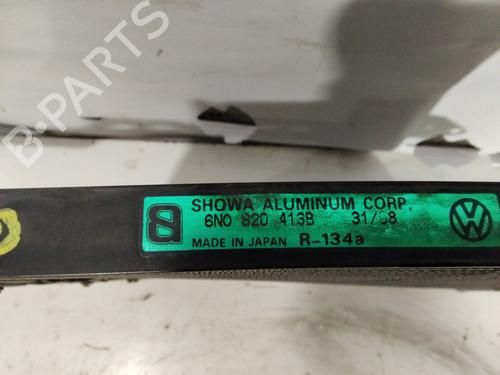 B-PARTS
SHOWA ALUMINUM CORP.
6N0 820 413B 31/98
MADE IN JAPAN R-134a